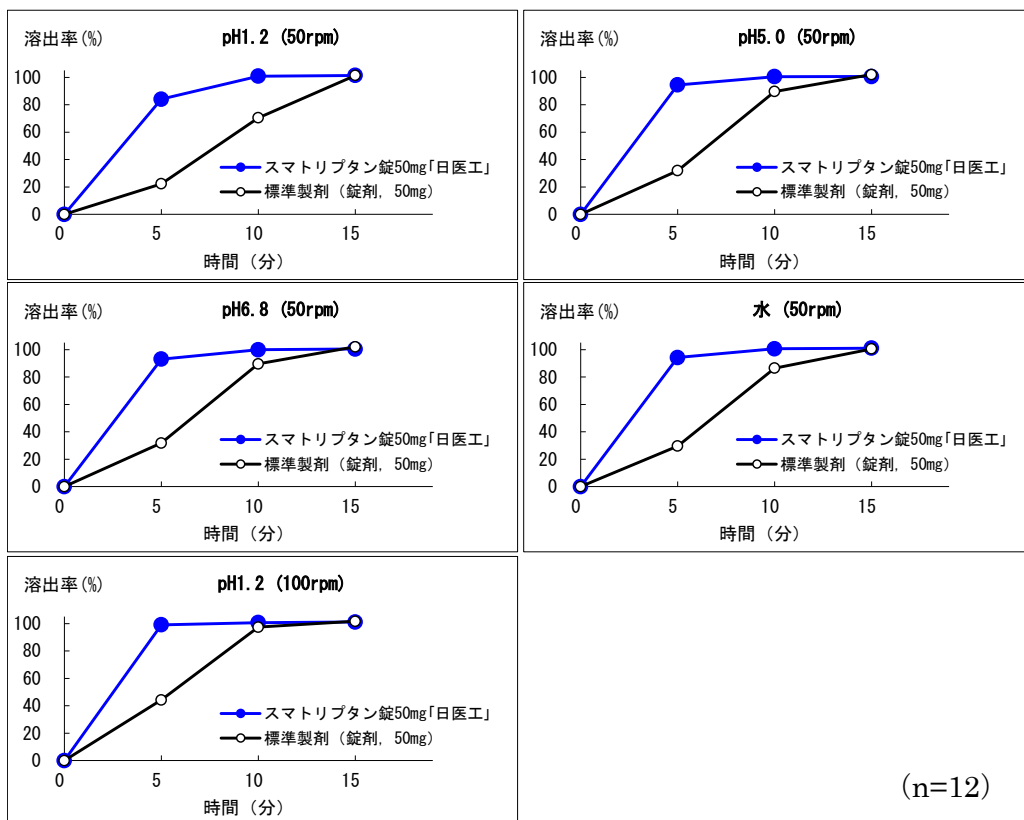 溶出率(%)
pH1.2 (50rpm)
100
80
60
40
20
0
スマトリプタン錠50mg「日医工」
標準製剤（錠剤, 50mg）
0 5 10 15
時間（分）
溶出率(%)
pH5.0 (50rpm)
100
80
60
40
20
0
スマトリプタン錠50mg「日医工」
標準製剤（錠剤, 50mg）
0 5 10 15
時間（分）
溶出率(%)
pH6.8 (50rpm)
100
80
60
40
20
0
スマトリプタン錠50mg「日医工」
標準製剤（錠剤, 50mg）
0 5 10 15
時間（分）
溶出率(%)
水 (50rpm)
100
80
60
40
20
0
スマトリプタン錠50mg「日医工」
標準製剤（錠剤, 50mg）
0 5 10 15
時間（分）
溶出率(%)
pH1.2 (100rpm)
100
80
60
40
20
0
スマトリプタン錠50mg「日医工」
標準製剤（錠剤, 50mg）
0 5 10 15
時間（分）
（n=12）